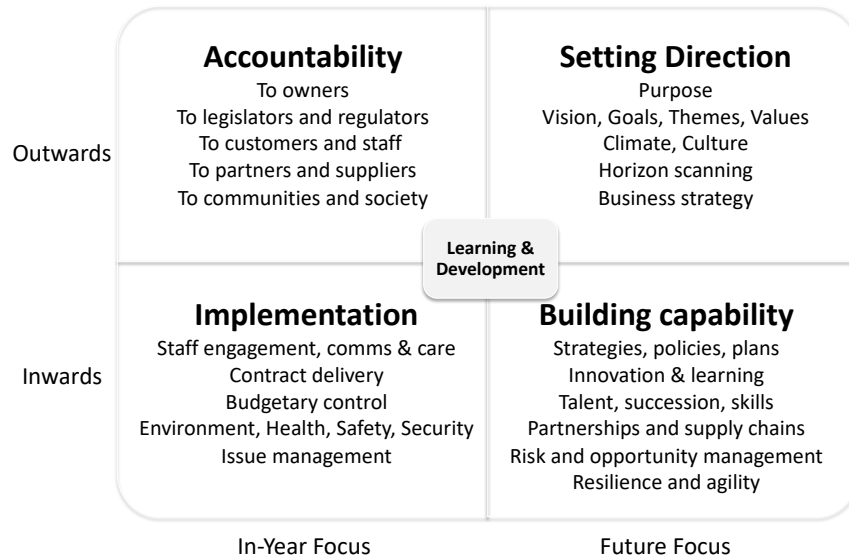 Outwards
Accountability
To owners
To legislators and regulators
To customers and staff
To partners and suppliers
To communities and society
Setting Direction
Purpose
Vision, Goals, Themes, Values
Climate, Culture
Horizon scanning
Business strategy
Learning &
Development
Inwards
Implementation
Staff engagement, comms & care
Contract delivery
Budgetary control
Environment, Health, Safety, Security
Issue management
Building capability
Strategies, policies, plans
Innovation & learning
Talent, succession, skills
Partnerships and supply chains
Risk and opportunity management
Resilience and agility
In-Year Focus
Future Focus